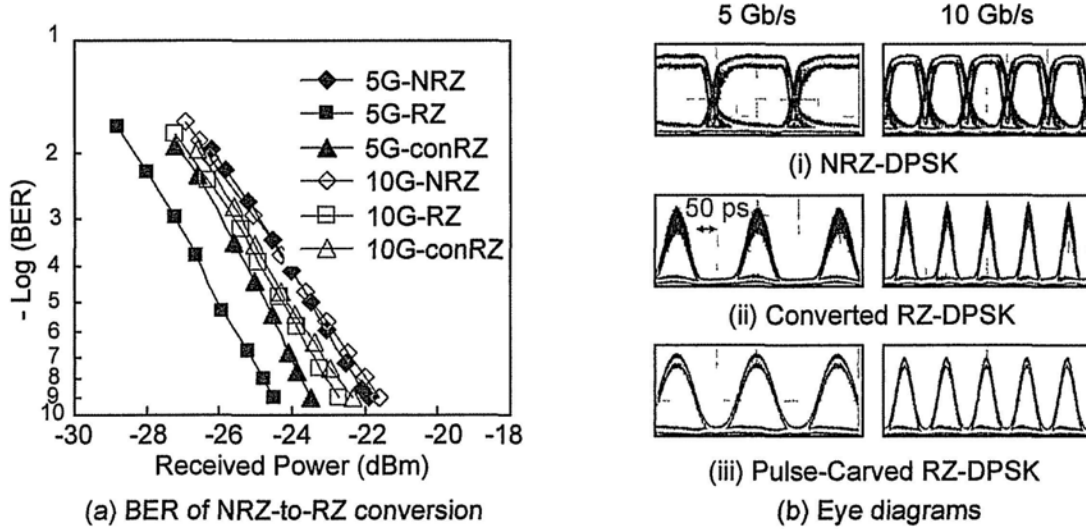 1
2
3
4
5
6
7
8
9
10
- Log (BER)
-30 -28 -26 -24 -22 -20 -18
Received Power (dBm)
5G-NRZ
5G-RZ
5G-conRZ
10G-NRZ
10G-RZ
10G-conRZ
(a) BER of NRZ-to-RZ conversion
5 Gb/s 10 Gb/s
(i) NRZ-DPSK
50 ps
(ii) Converted RZ-DPSK
(iii) Pulse-Carved RZ-DPSK
(b) Eye diagrams